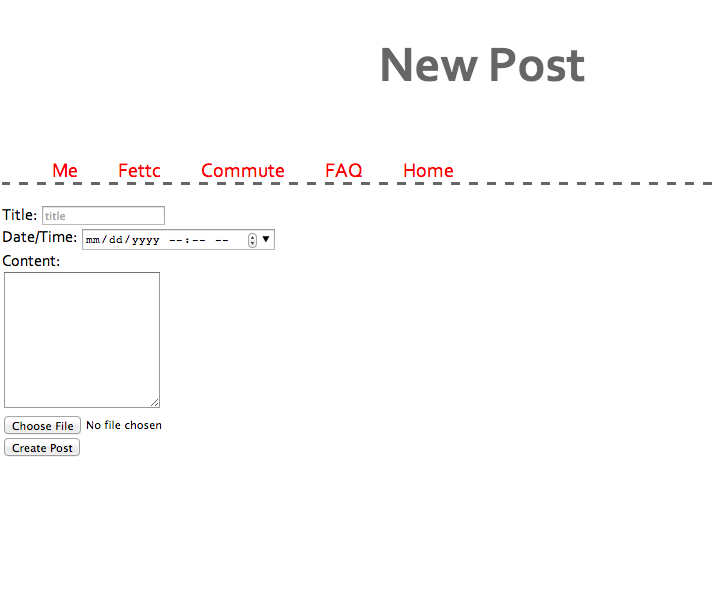 New Post
Me Fettc Commute FAQ Home
Title: title
Date/Time: mm/dd/yyyy --:-- --
Content:
Choose File No file chosen
Create Post